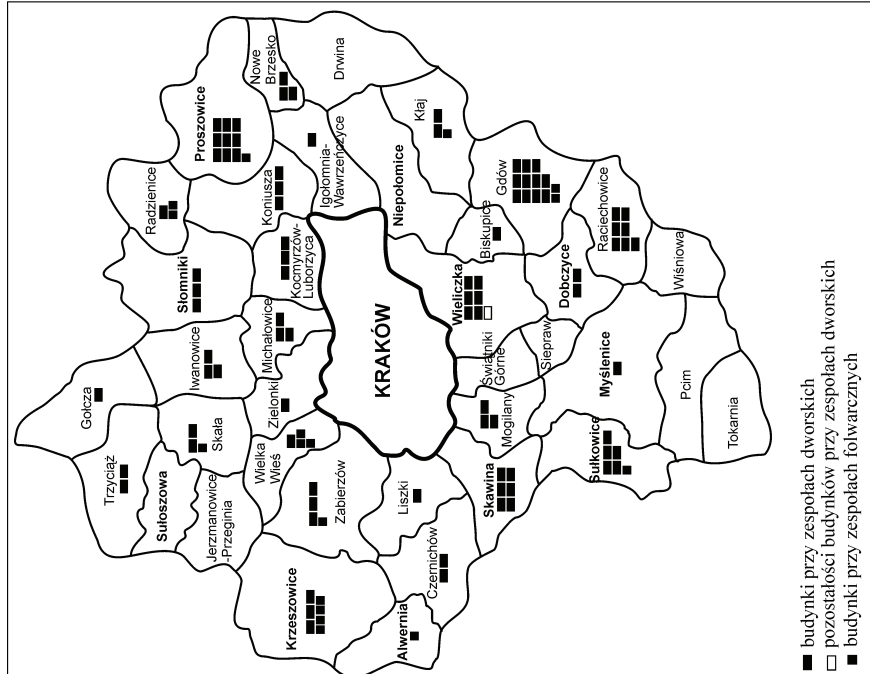 Gołcza
Trzyciąż
Radzienice
Sułoszowa
Słomniki
Iwanowice
Proszowice
Jerzmanowice
-Przeginia
Skała
Wielka
Wieś
Nowe
Brzesko
Michałowice
Koniusza
Zielonki
Krzeszowice
Kocmyrzów-
Luborzyca
Igołomnia-
Wawrzeńczyce
Zabierzów
Drwina
KRAKÓW
Niepołomice
Alwernia
Liszki
Kłaj
Czernichów
Wieliczka
Biskupice
Skawina
Świątniki
Górne
Mogilany
Gdów
Siepraw
Dobczyce
Sułkowice
Myślenice
Raciechowice
Wiśniowa
Pcim
Tokarnia
budynki przy zespołach dworskich
pozostałości budynków przy zespołach dworskich
budynki przy zespołach folwarcznych